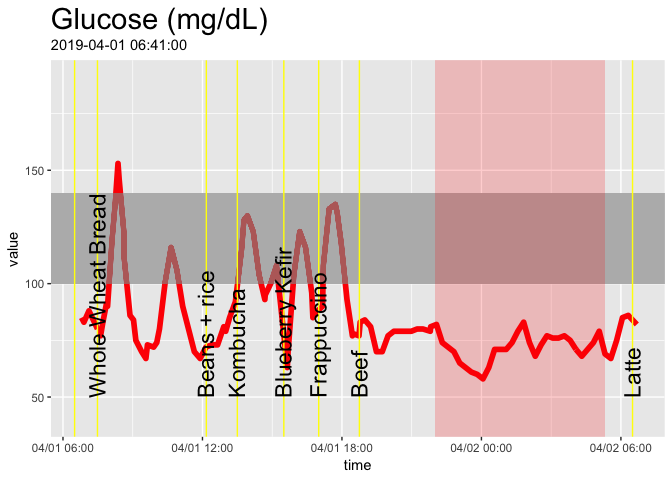 Glucose (mg/dL)
2019-04-01 06:41:00
value
150
100
50
Whole Wheat Bread
Beans + rice
Kombucha
Blueberry Kefir
Frappuccino
Beef
Latte
04/01 06:00
04/01 12:00
04/01 18:00
04/02 00:00
04/02 06:00
time